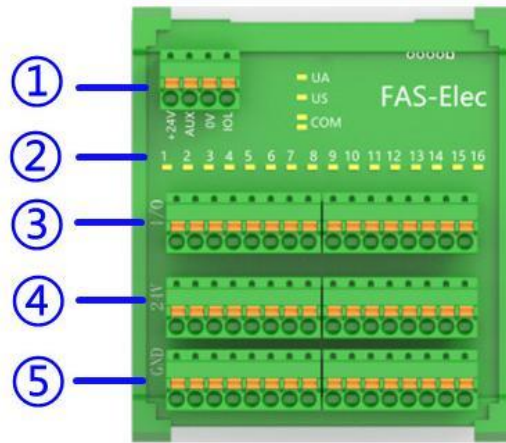 ①
+24V AUX 0V IOL
UA
US
COM
FAS-Elec
②
1 2 3 4 5 6 7 8 9 10 11 12 13 14 15 16
③
I/O
④
24V
⑤
GND